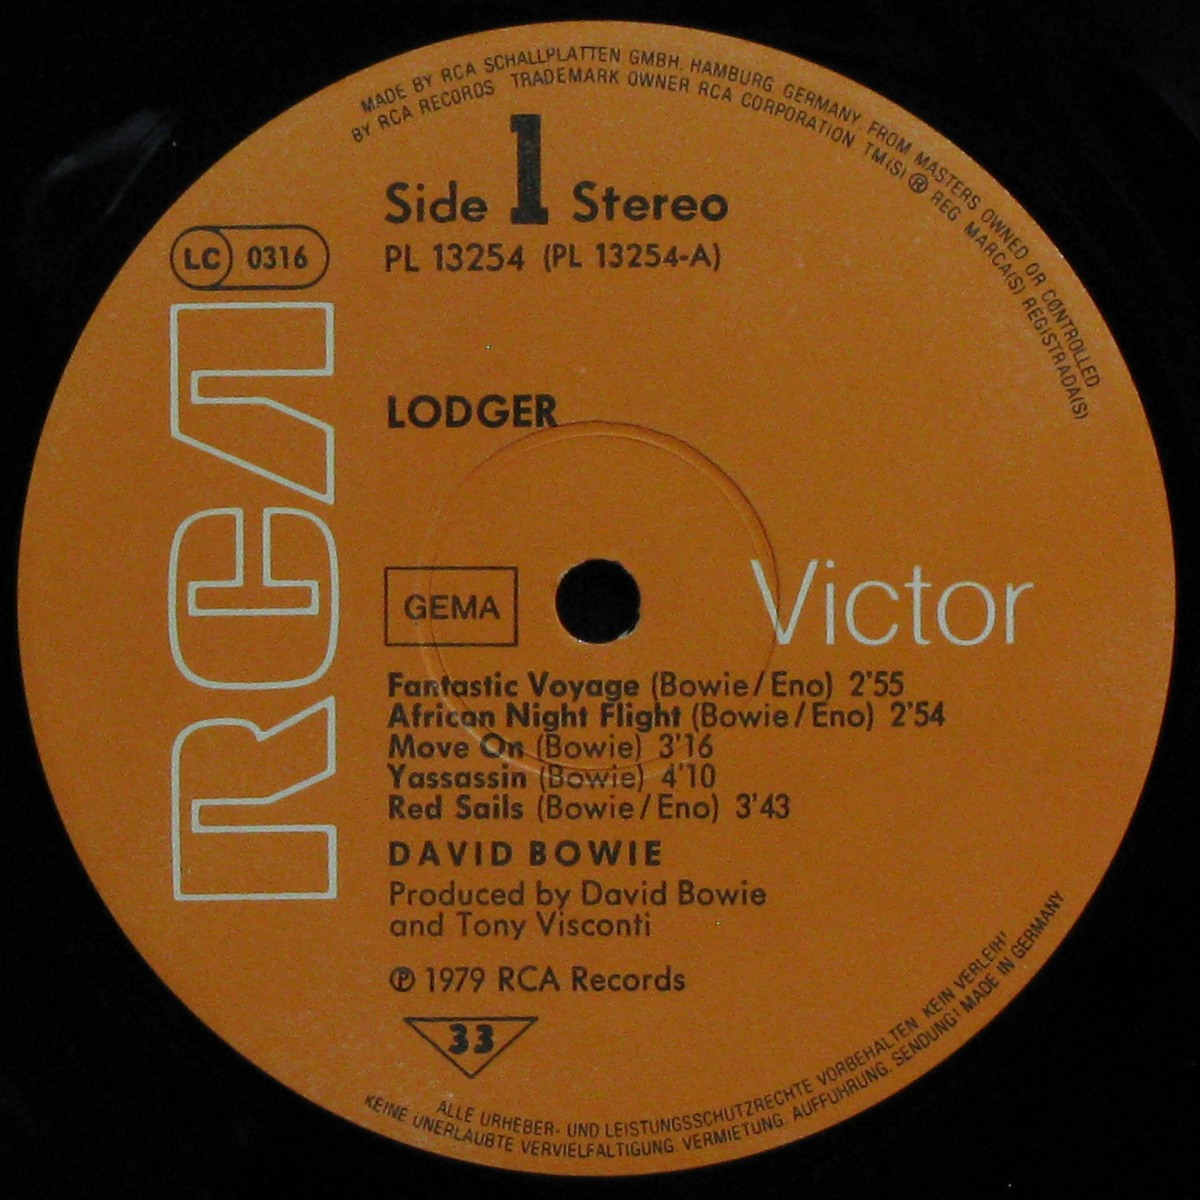 MADE BY RCA SCHALLPLATTEN GMBH. HAMBURG. GERMANY. FROM MASTERS OWNED OR CONTROLLED
BY RCA RECORDS TRADEMARK OWNER RCA CORPORATION TM(S) ® REG MARCA(S) REGISTRADA(S)
Side 1 Stereo
PL 13254 (PL 13254-A)
LC 0316
RCA
LODGER
GEMA
Victor
Fantastic Voyage (Bowie/Eno) 2'55
African Night Flight (Bowie/Eno) 2'54
Move On (Bowie) 3'16
Yassassin (Bowie) 4'10
Red Sails (Bowie/Eno) 3'43
DAVID BOWIE
Produced by David Bowie
and Tony Visconti
℗ 1979 RCA Records
33
ALLE URHEBER- UND LEISTUNGSSCHUTZRECHTE VORBEHALTEN. KEIN VERLEIH!
KEINE UNERLAUBTE VERVIELFALTIGUNG. VERMIETUNG. AUFFUHRUNG. SENDUNG! MADE IN GERMANY